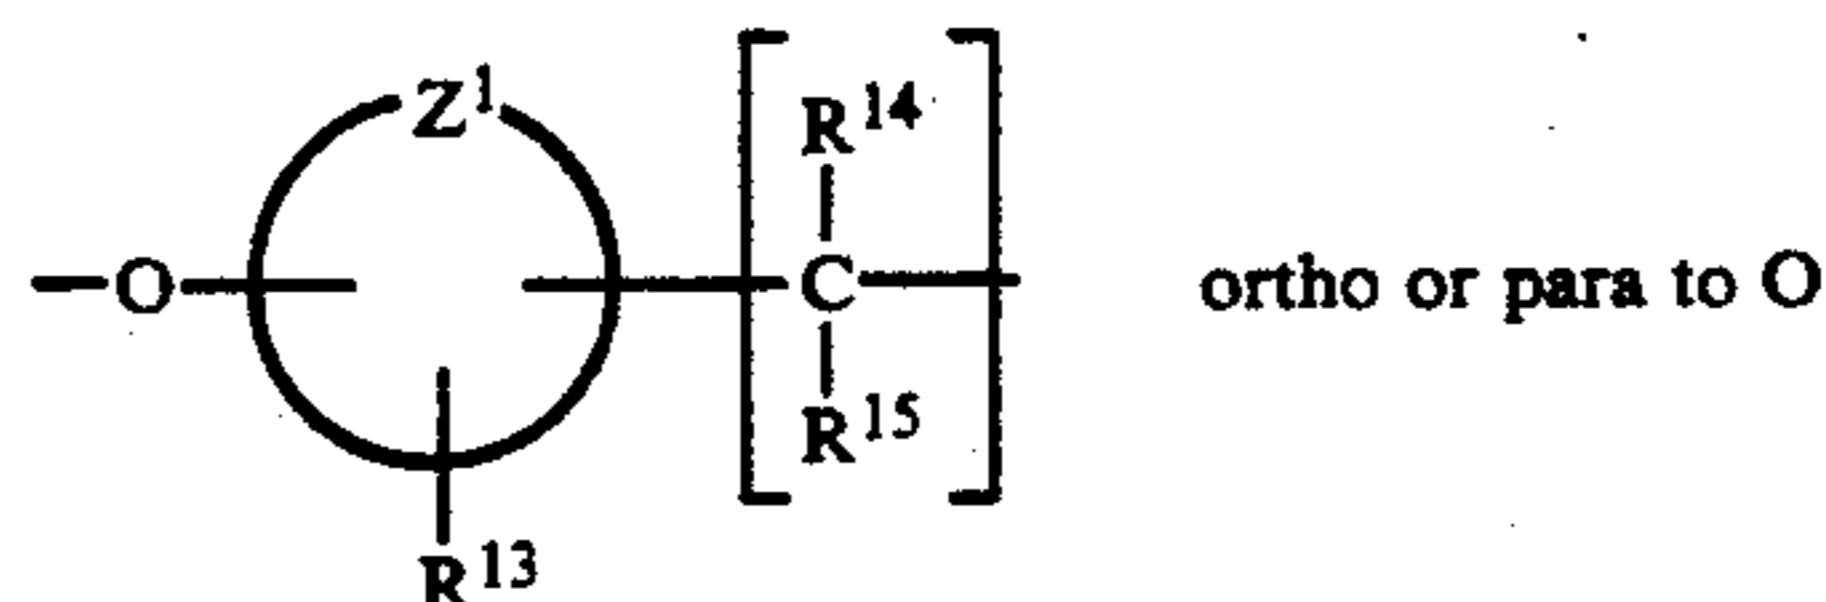 Z¹
R¹⁴
—O
C
ortho or para to O
R¹⁵
R¹³